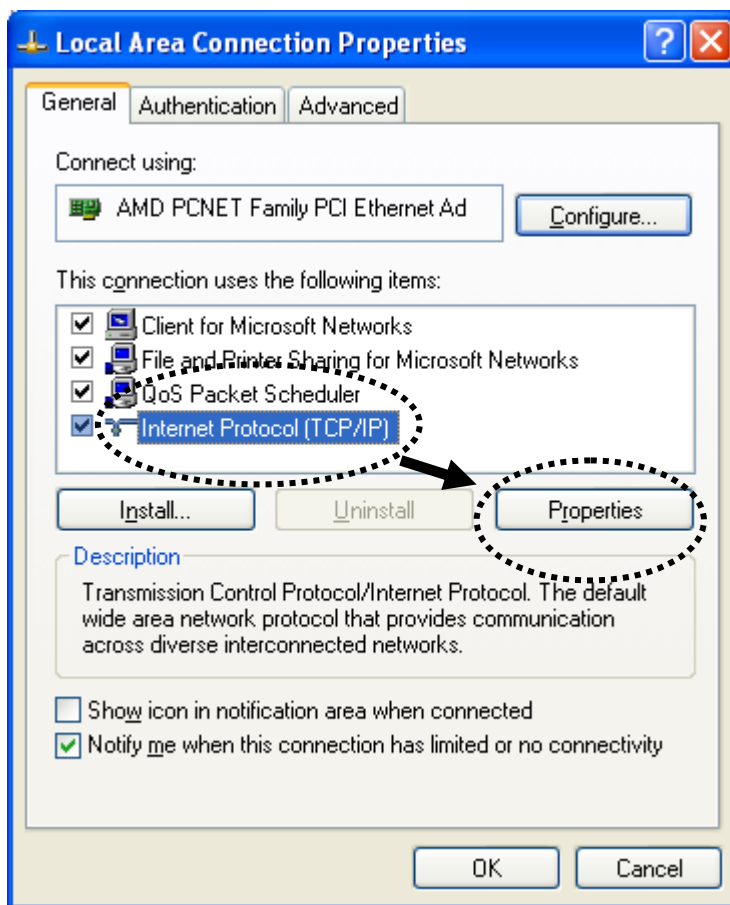 Local Area Connection Properties
General Authentication Advanced
Connect using:
AMD PCNET Family PCI Ethernet Ad
Configure...
This connection uses the following items:
Client for Microsoft Networks
File and Printer Sharing for Microsoft Networks
QoS Packet Scheduler
Internet Protocol (TCP/IP)
Install... Uninstall Properties
Description
Transmission Control Protocol/Internet Protocol. The default
wide area network protocol that provides communication
across diverse interconnected networks.
Show icon in notification area when connected
Notify me when this connection has limited or no connectivity
OK Cancel